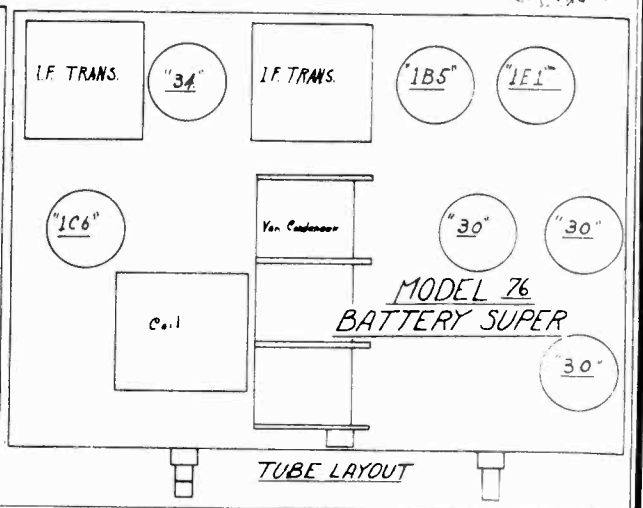 I.F. TRANS.
"34"
I.F. TRANS.
"1B5"
"1E1"
"1C6"
Var Condenser
"30"
"30"
MODEL 76
BATTERY SUPER
Coil
"30"
TUBE LAYOUT